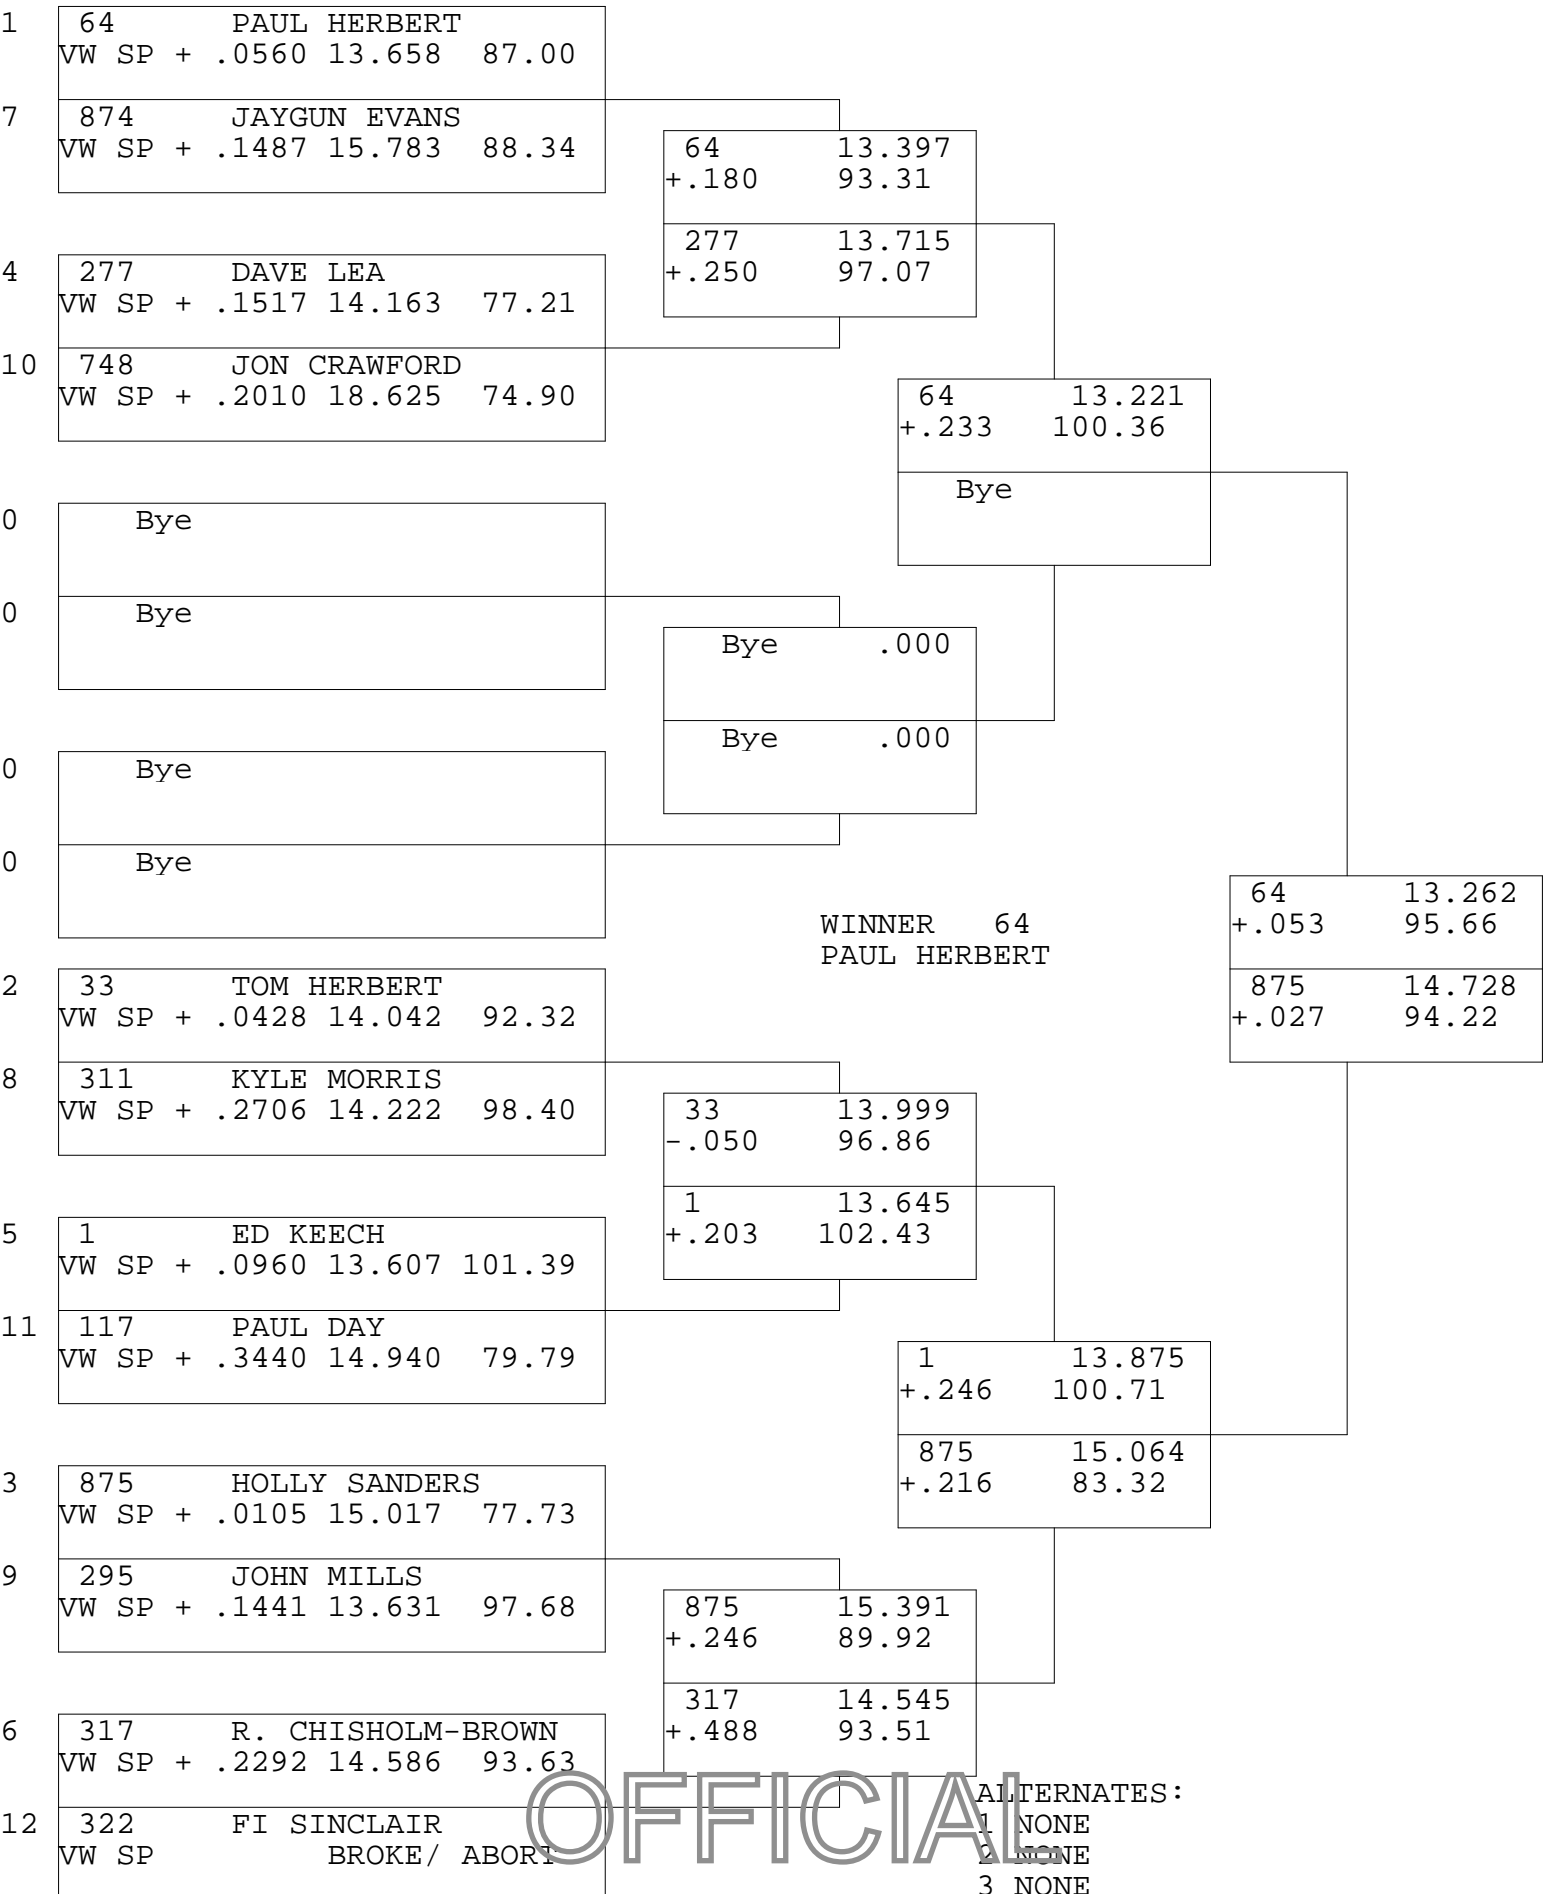 1 64 PAUL HERBERT
VW SP + .0560 13.658 87.00
7 874 JAYGUN EVANS
VW SP + .1487 15.783 88.34
64 13.397
+.180 93.31
277 13.715
+.250 97.07
4 277 DAVE LEA
VW SP + .1517 14.163 77.21
10 748 JON CRAWFORD
VW SP + .2010 18.625 74.90
64 13.221
+.233 100.36
Bye
0 Bye
0 Bye
Bye .000
Bye .000
0 Bye
0 Bye
WINNER 64
PAUL HERBERT
64 13.262
+.053 95.66
875 14.728
+.027 94.22
2 33 TOM HERBERT
VW SP + .0428 14.042 92.32
8 311 KYLE MORRIS
VW SP + .2706 14.222 98.40
33 13.999
-.050 96.86
1 13.645
+.203 102.43
5 1 ED KEECH
VW SP + .0960 13.607 101.39
11 117 PAUL DAY
VW SP + .3440 14.940 79.79
1 13.875
+.246 100.71
875 15.064
+.216 83.32
3 875 HOLLY SANDERS
VW SP + .0105 15.017 77.73
9 295 JOHN MILLS
VW SP + .1441 13.631 97.68
875 15.391
+.246 89.92
317 14.545
+.488 93.51
6 317 R. CHISHOLM-BROWN
VW SP + .2292 14.586 93.63
12 322 FI SINCLAIR
VW SP BROKE/ ABORT
OFFICIAL
ALTERNATES:
1 NONE
2 NONE
3 NONE